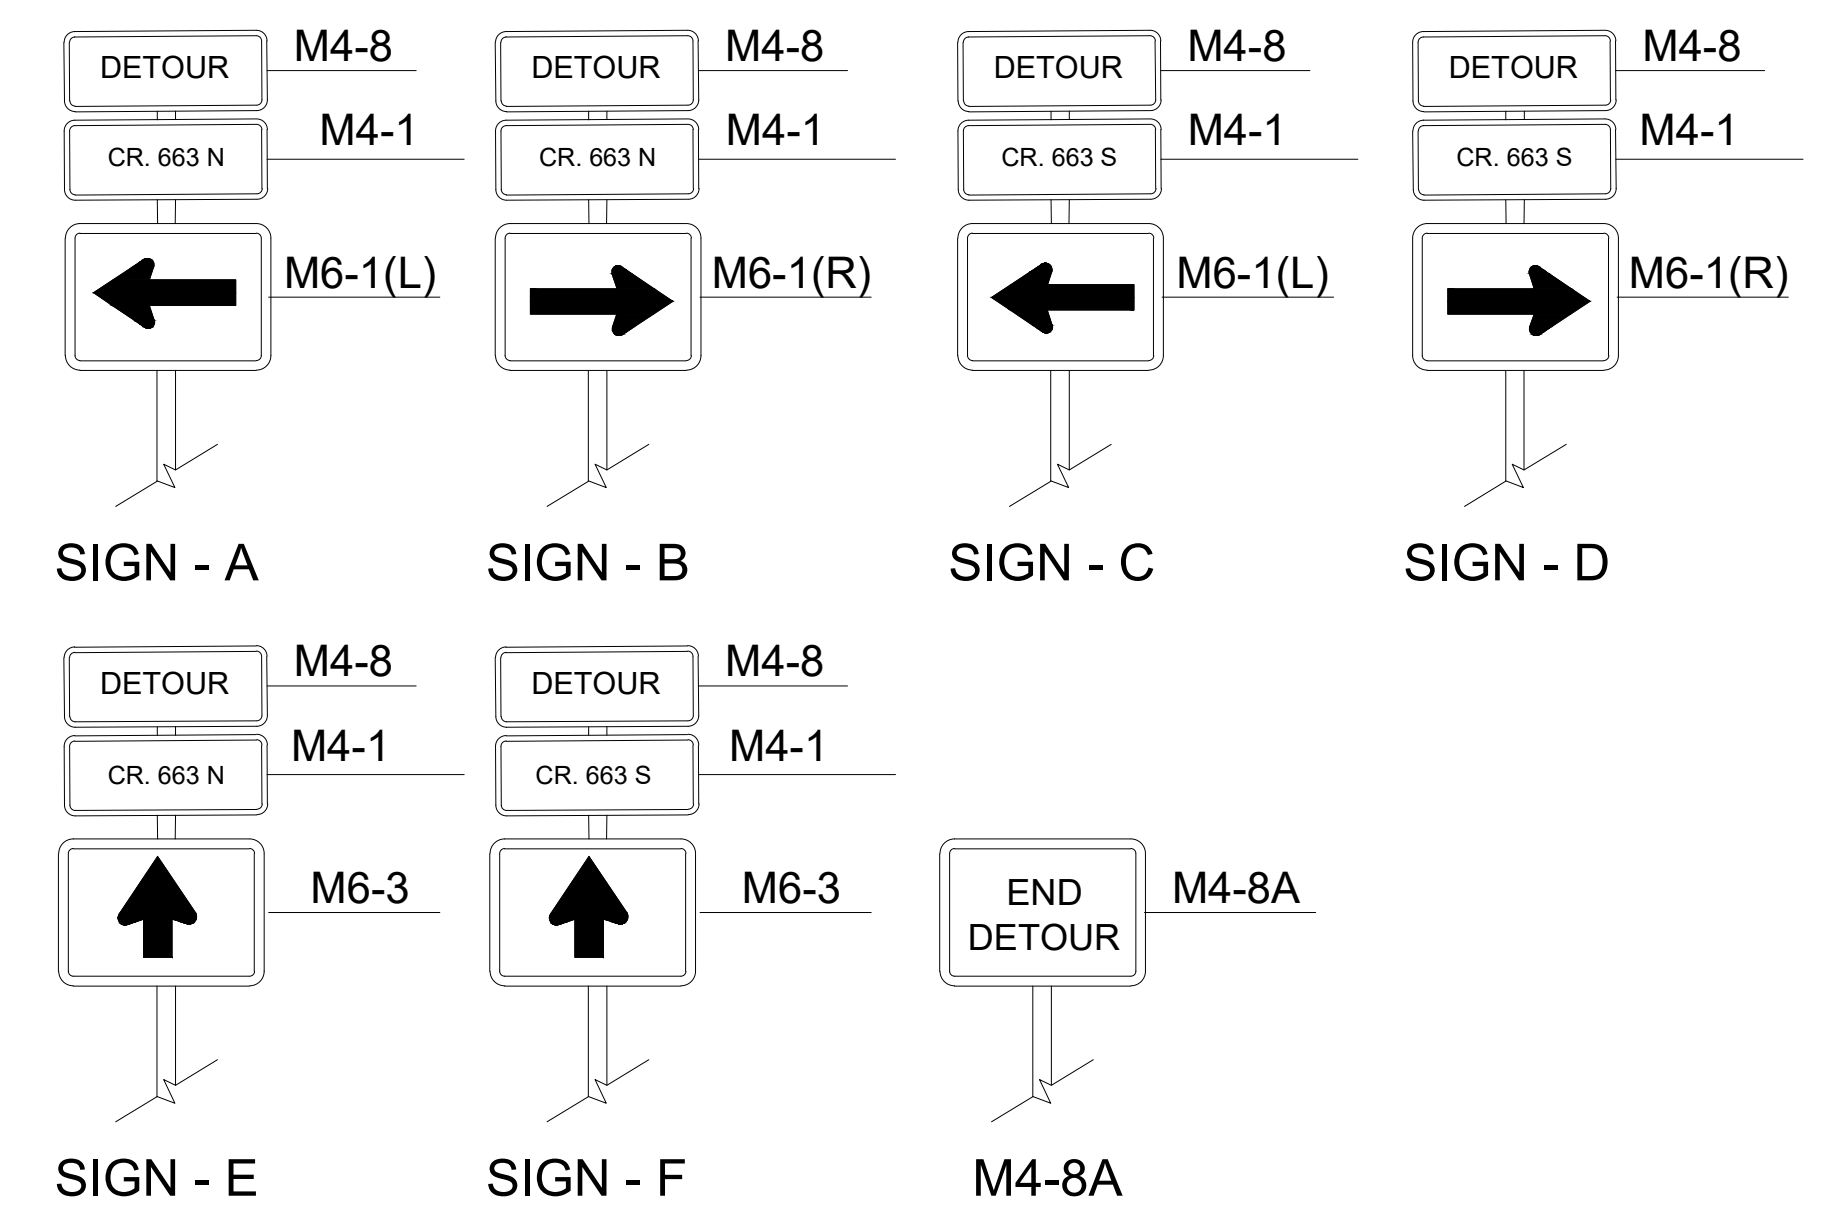 DETOUR M4-8
CR. 663 N M4-1
M6-1(L)
SIGN - A
DETOUR M4-8
CR. 663 N M4-1
M6-1(R)
SIGN - B
DETOUR M4-8
CR. 663 S M4-1
M6-1(L)
SIGN - C
DETOUR M4-8
CR. 663 S M4-1
M6-1(R)
SIGN - D
DETOUR M4-8
CR. 663 N M4-1
M6-3
SIGN - E
DETOUR M4-8
CR. 663 S M4-1
M6-3
SIGN - F
END
DETOUR
M4-8A
M4-8A